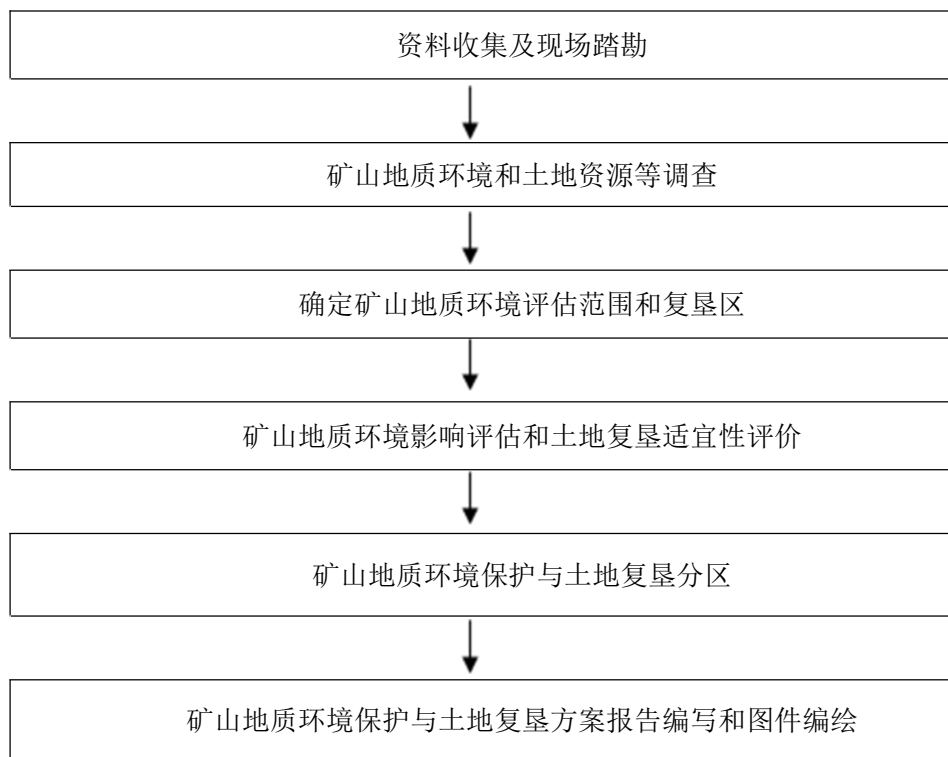 资料收集及现场踏勘
矿山地质环境和土地资源等调查
确定矿山地质环境评估范围和复垦区
矿山地质环境影响评估和土地复垦适宜性评价
矿山地质环境保护与土地复垦分区
矿山地质环境保护与土地复垦方案报告编写和图件编绘